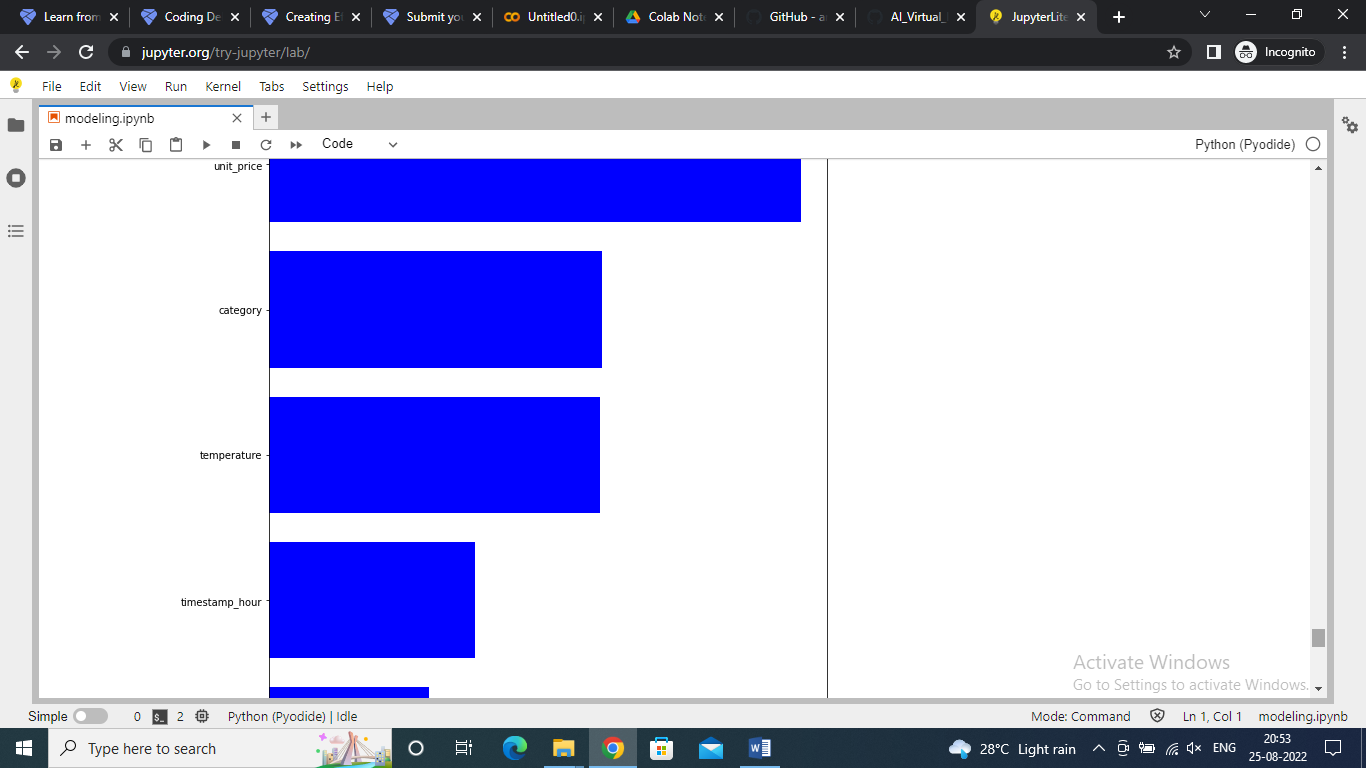 Learn from
Coding De
Creating Ef
Submit you
Untitled0.i
Colab Note
GitHub - a
AI_Virtual_
JupyterLite
jupyter.org/try-jupyter/lab/
Incognito
File Edit View Run Kernel Tabs Settings Help
modeling.ipynb
Code
Python (Pyodide)
unit_price
category
temperature
timestamp_hour
Activate Windows
Go to Settings to activate Windows.
Simple 0 2 Python (Pyodide) | Idle
Mode: Command Ln 1, Col 1 modeling.ipynb
Type here to search
28°C Light rain
ENG
20:53
25-08-2022